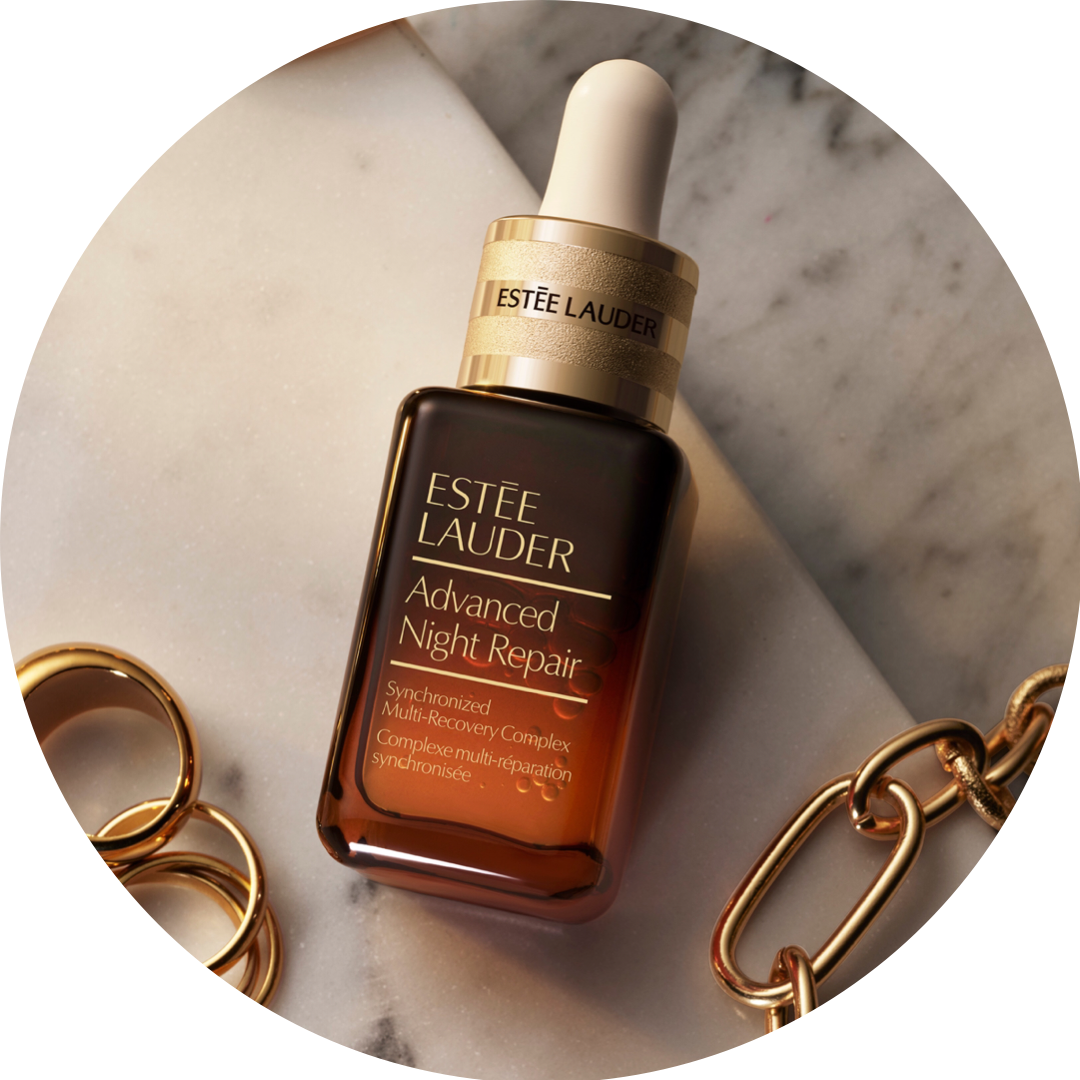 ESTĒE LAUDER
ESTĒE
LAUDER
Advanced
Night Repair
Synchronized
Multi-Recovery Complex
Complexe multi-réparation
synchronisée